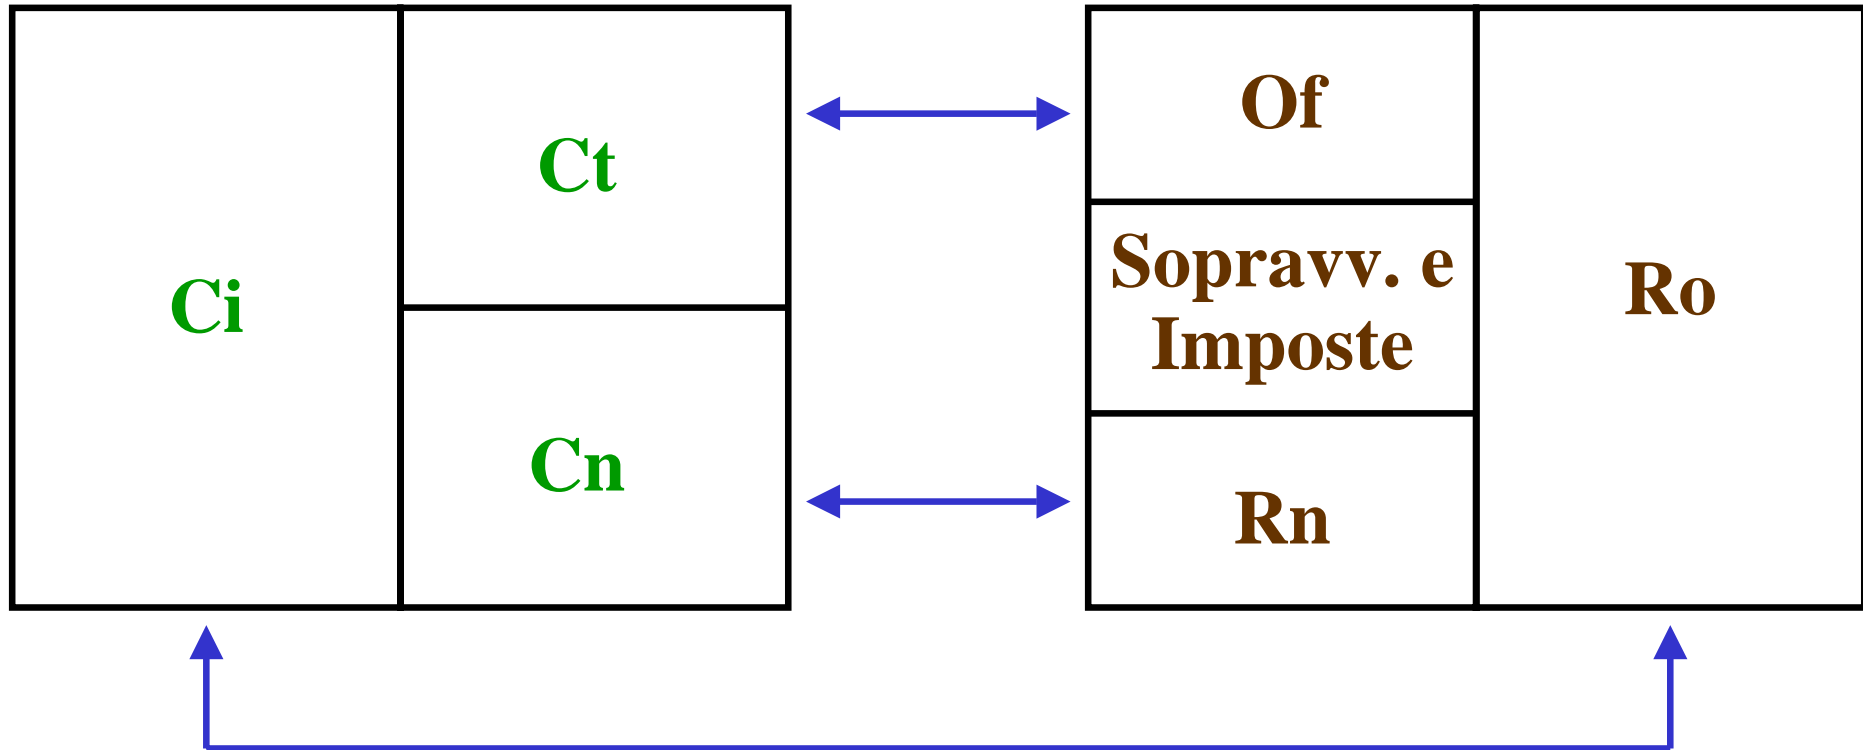 Ci
Ct
Cn
Of
Sopravv. e
Imposte
Rn
Ro